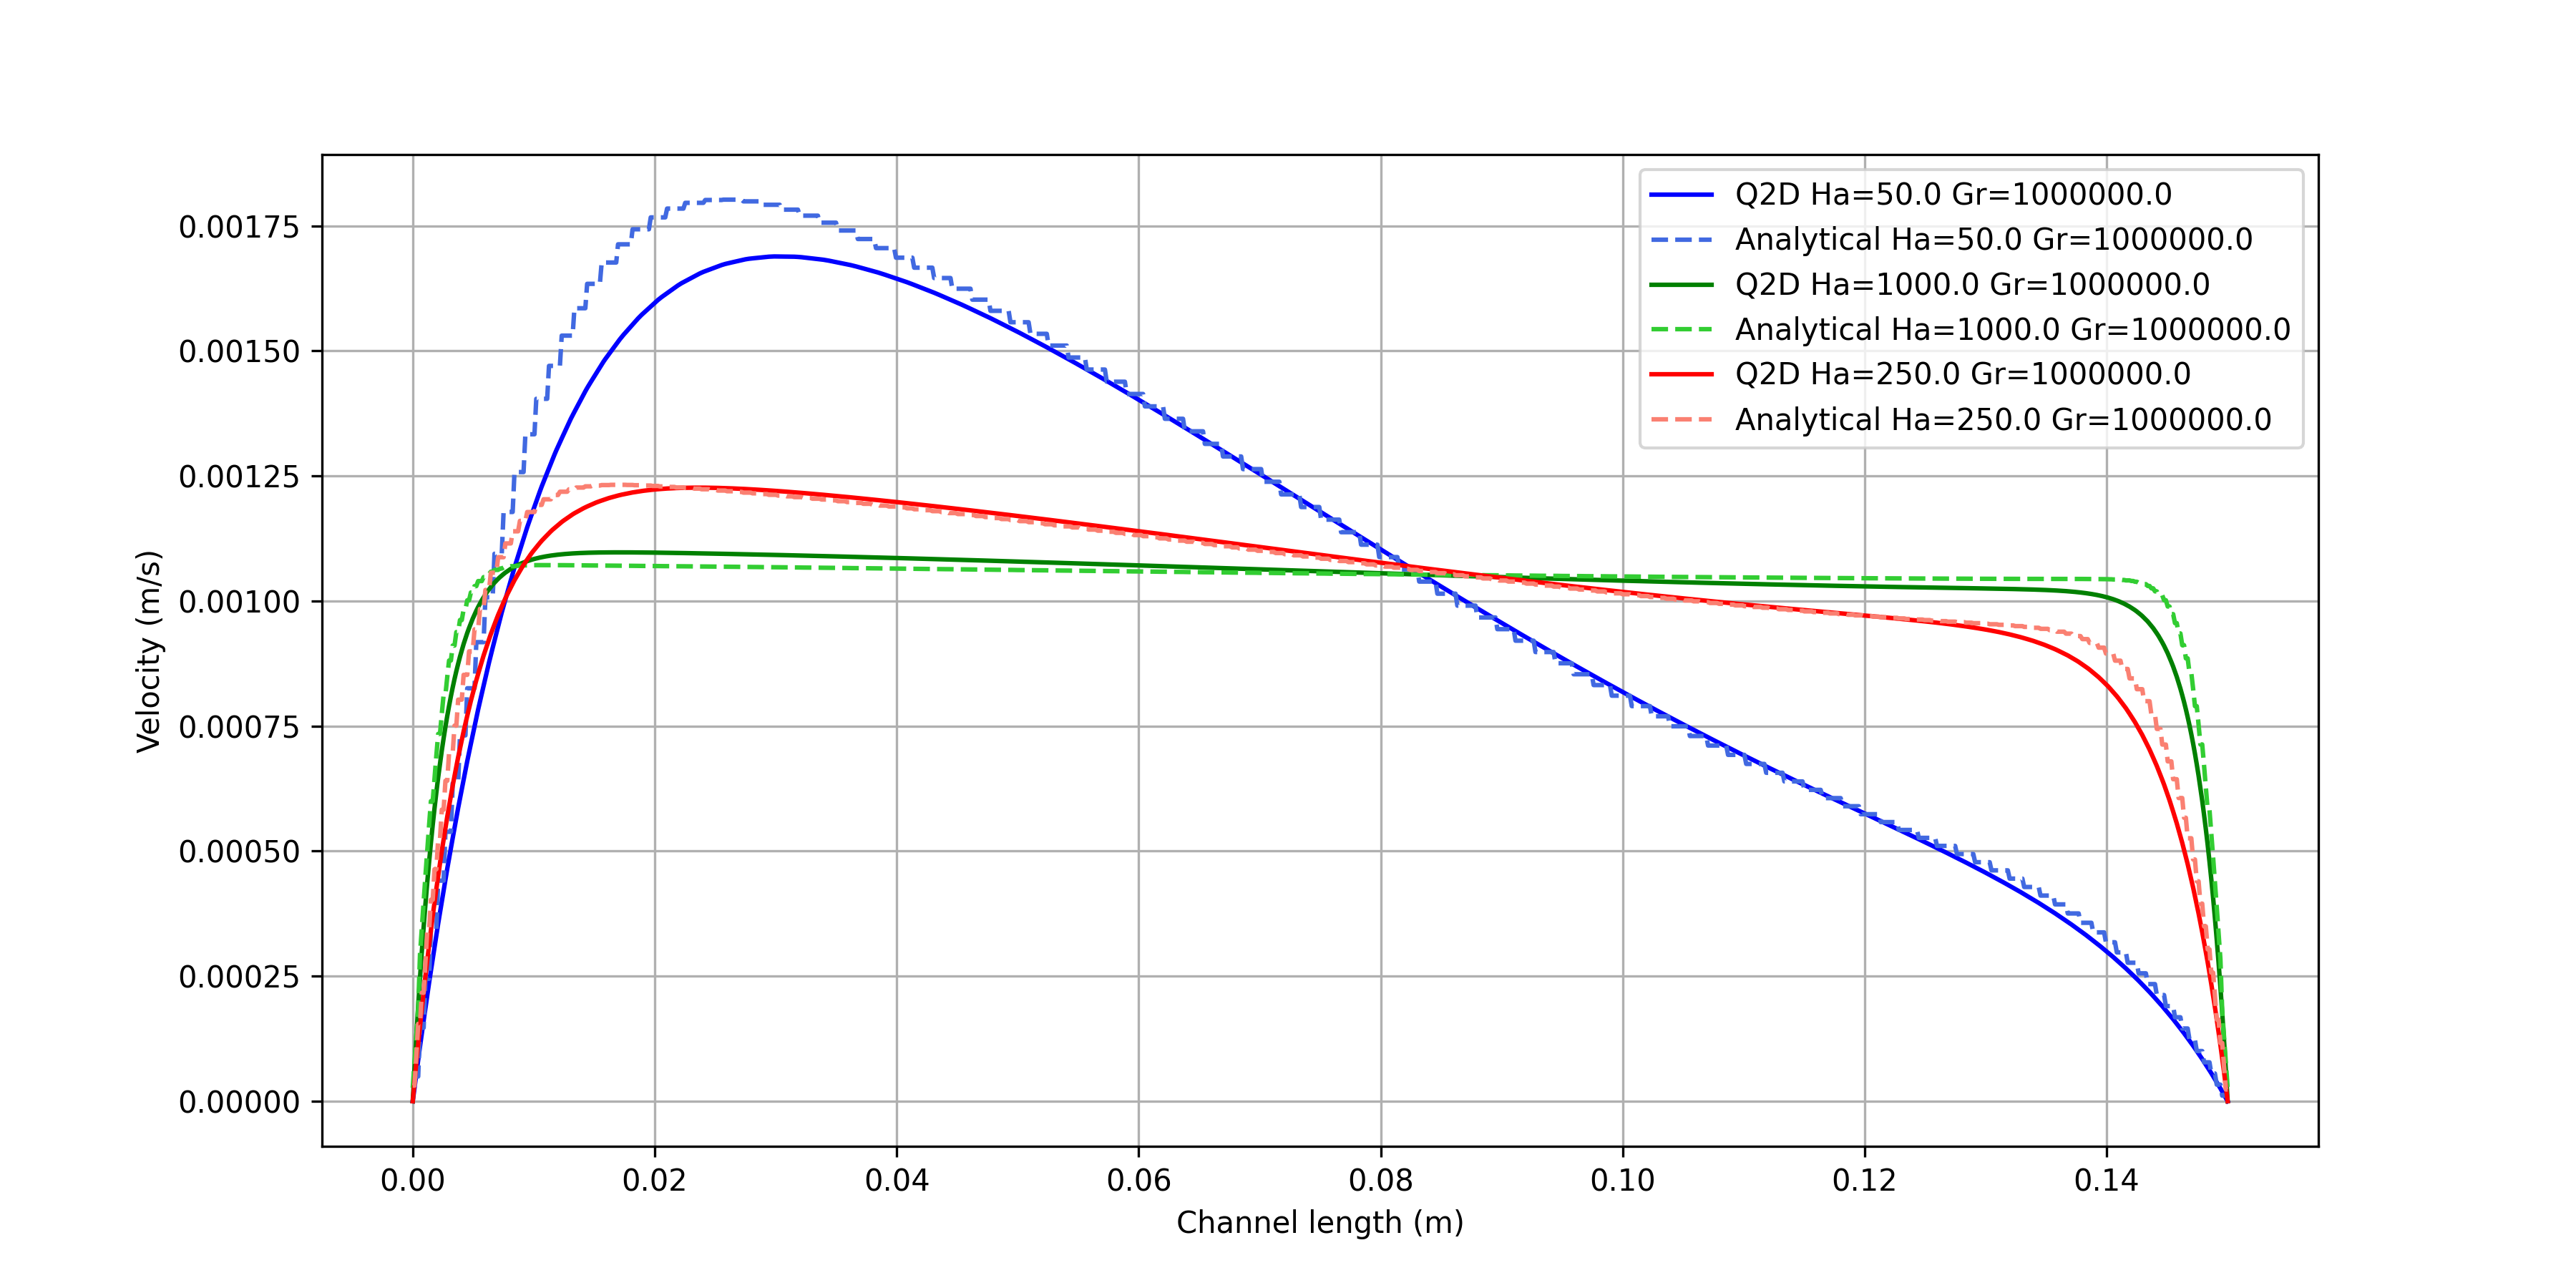 Q2D Ha=50.0 Gr=1000000.0
Analytical Ha=50.0 Gr=1000000.0
Q2D Ha=1000.0 Gr=1000000.0
Analytical Ha=1000.0 Gr=1000000.0
Q2D Ha=250.0 Gr=1000000.0
Analytical Ha=250.0 Gr=1000000.0
0.00175
0.00150
0.00125
0.00100
0.00075
0.00050
0.00025
0.00000
Velocity (m/s)
0.00 0.02 0.04 0.06 0.08 0.10 0.12 0.14
Channel length (m)